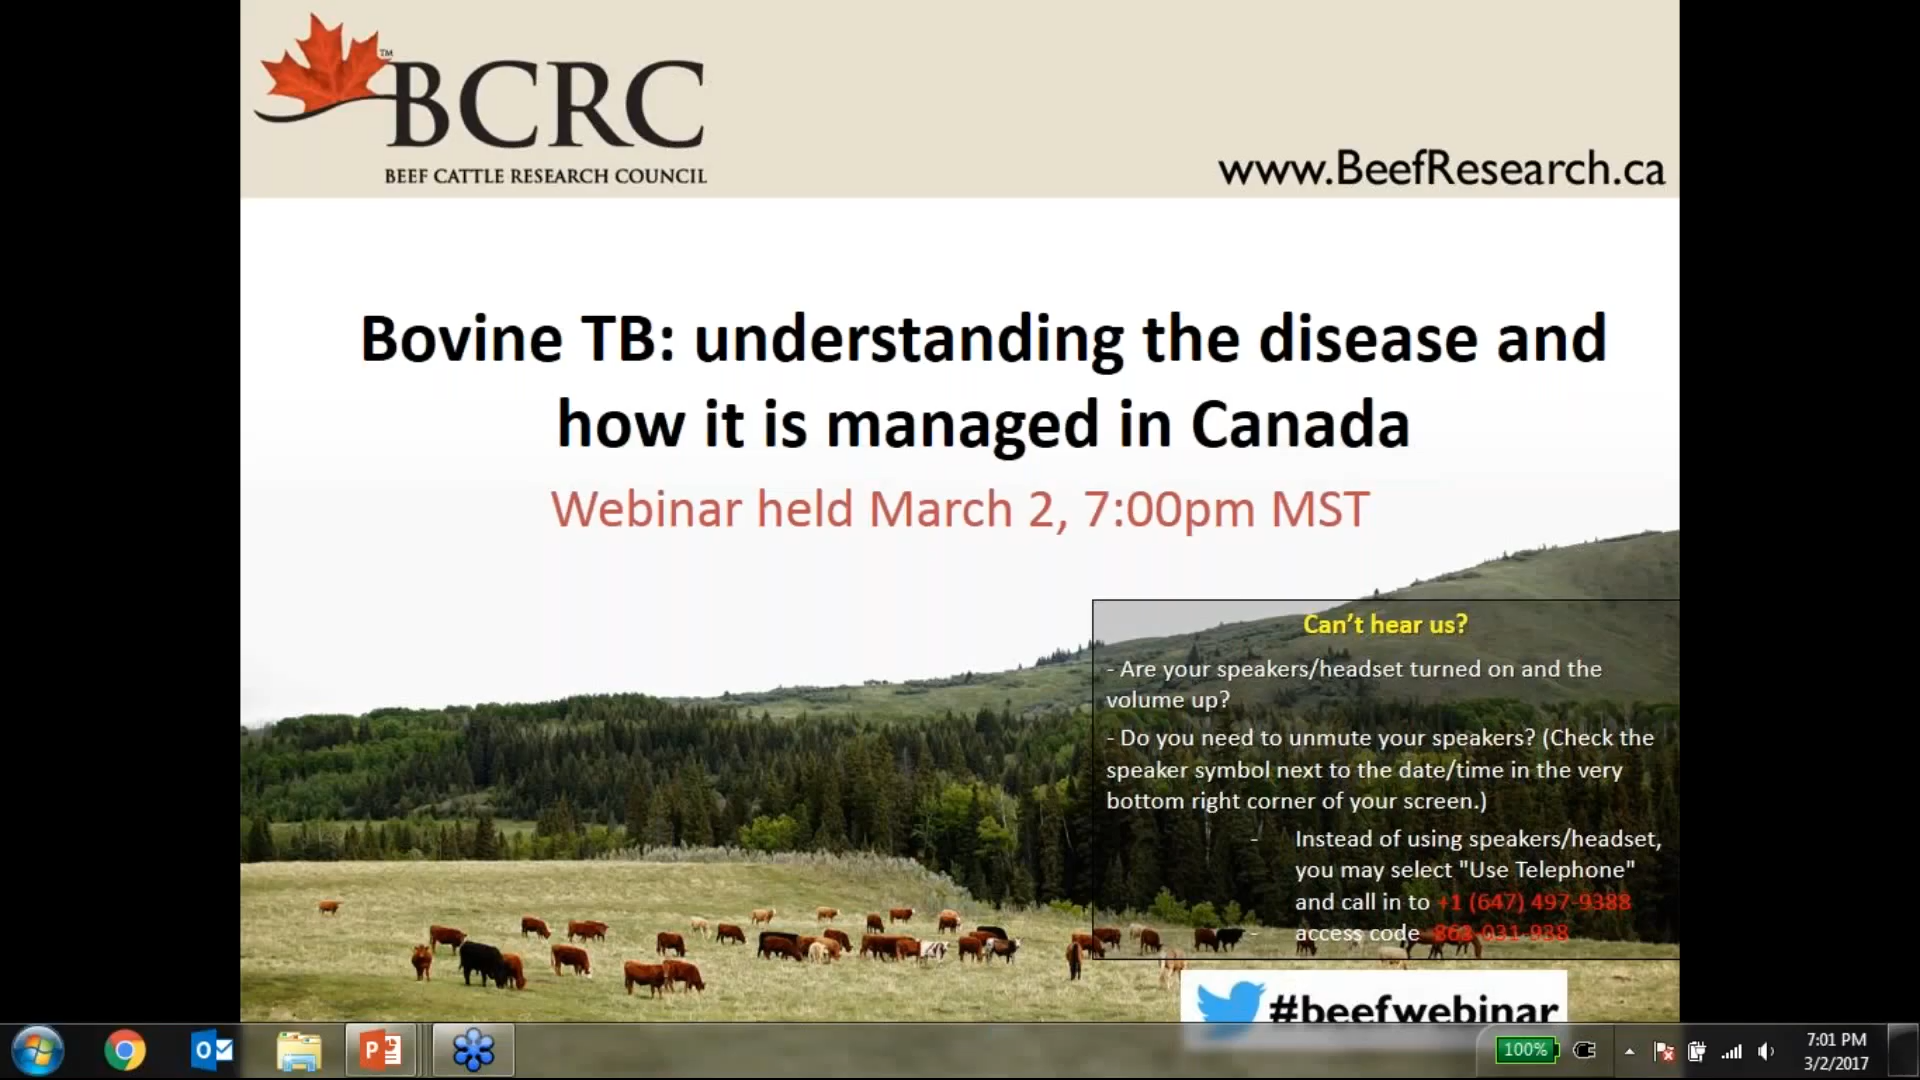 ™
BCRC
BEEF CATTLE RESEARCH COUNCIL
www.BeefResearch.ca
Bovine TB: understanding the disease and
how it is managed in Canada
Webinar held March 2, 7:00pm MST
Can't hear us?
- Are your speakers/headset turned on and the
volume up?
- Do you need to unmute your speakers? (Check the
speaker symbol next to the date/time in the very
bottom right corner of your screen.)
- Instead of using speakers/headset,
you may select "Use Telephone"
and call in to +1 (647) 497-9388
- access code 863-031-938
#beefwebinar
100%
7:01 PM
3/2/2017